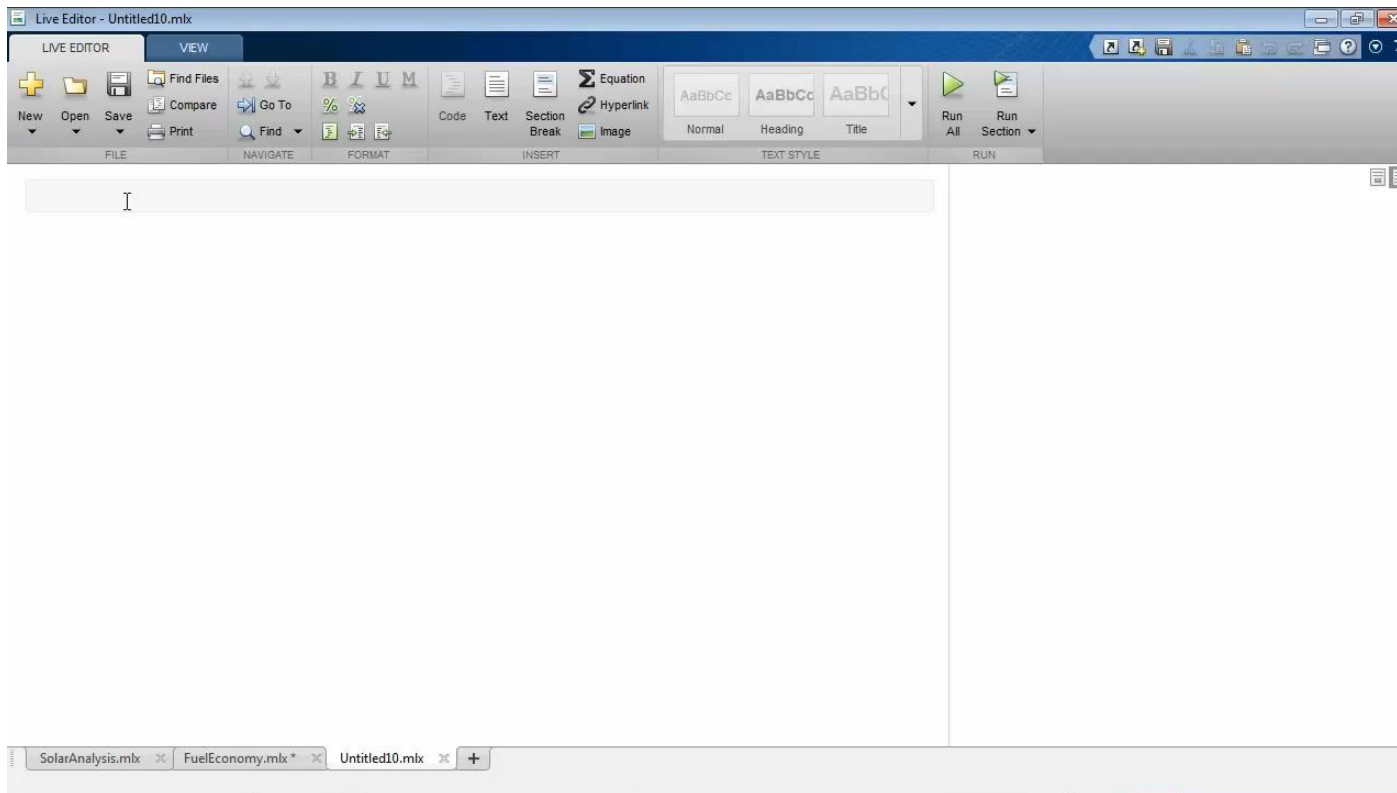 Live Editor - Untitled10.mlx
LIVE EDITOR VIEW
New Open Save Find Files Compare Print
FILE
Go To Find
NAVIGATE
B I U M
FORMAT
Code Text Section Break Equation Hyperlink Image
INSERT
AaBbCc AaBbCc AaBb
Normal Heading Title
TEXT STYLE
Run All Run Section
RUN
SolarAnalysis.mlx FuelEconomy.mlx * Untitled10.mlx +